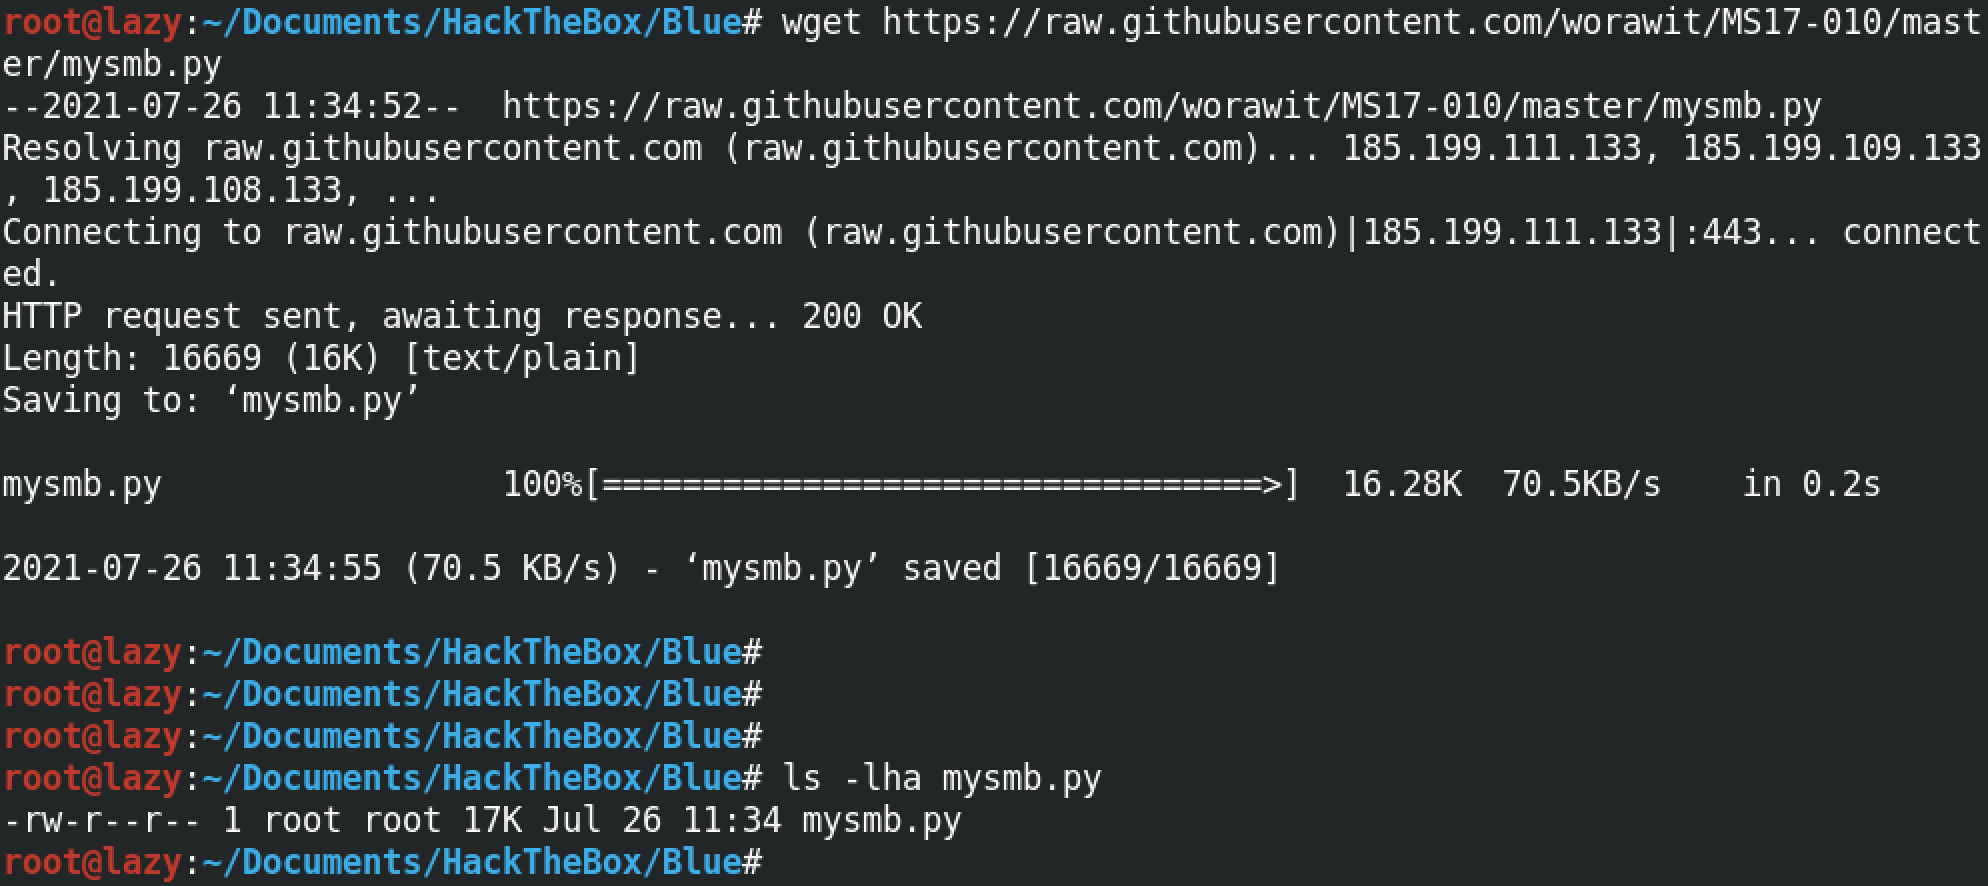 root@lazy:~/Documents/HackTheBox/Blue# wget https://raw.githubusercontent.com/worawit/MS17-010/mast
er/mysmb.py
--2021-07-26 11:34:52--  https://raw.githubusercontent.com/worawit/MS17-010/master/mysmb.py
Resolving raw.githubusercontent.com (raw.githubusercontent.com)... 185.199.111.133, 185.199.109.133
, 185.199.108.133, ...
Connecting to raw.githubusercontent.com (raw.githubusercontent.com)|185.199.111.133|:443... connect
ed.
HTTP request sent, awaiting response... 200 OK
Length: 16669 (16K) [text/plain]
Saving to: ‘mysmb.py’
mysmb.py                 100%[=================================>]  16.28K  70.5KB/s    in 0.2s
2021-07-26 11:34:55 (70.5 KB/s) - ‘mysmb.py’ saved [16669/16669]
root@lazy:~/Documents/HackTheBox/Blue#
root@lazy:~/Documents/HackTheBox/Blue#
root@lazy:~/Documents/HackTheBox/Blue#
root@lazy:~/Documents/HackTheBox/Blue# ls -lha mysmb.py
-rw-r--r-- 1 root root 17K Jul 26 11:34 mysmb.py
root@lazy:~/Documents/HackTheBox/Blue#